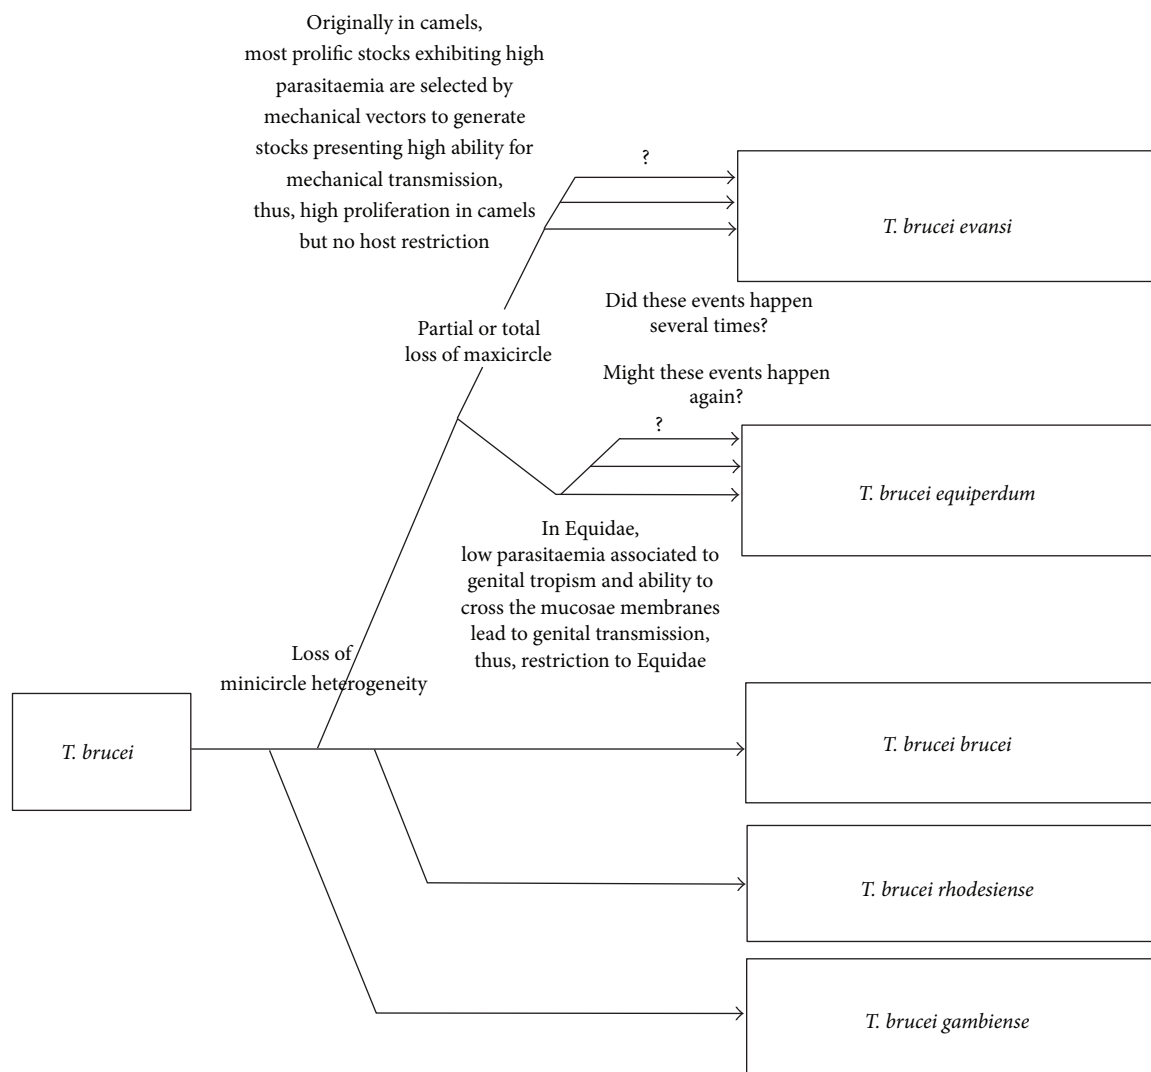 Originally in camels,
most prolific stocks exhibiting high
parasitaemia are selected by
mechanical vectors to generate
stocks presenting high ability for
mechanical transmission,
thus, high proliferation in camels
but no host restriction
?
T. brucei evansi
Did these events happen
several times?
Partial or total
loss of maxicircle
Might these events happen
again?
?
T. brucei equiperdum
In Equidae,
low parasitaemia associated to
genital tropism and ability to
cross the mucosae membranes
lead to genital transmission,
thus, restriction to Equidae
Loss of
minicircle heterogeneity
T. brucei
T. brucei brucei
T. brucei rhodesiense
T. brucei gambiense